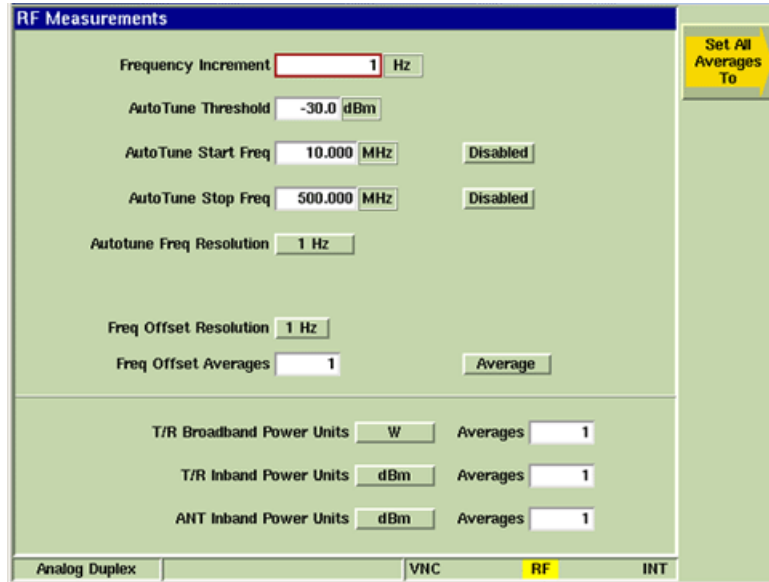 RF Measurements
Set All
Averages
To
Frequency Increment 1 Hz
AutoTune Threshold -30.0 dBm
AutoTune Start Freq 10.000 MHz Disabled
AutoTune Stop Freq 500.000 MHz Disabled
Autotune Freq Resolution 1 Hz
Freq Offset Resolution 1 Hz
Freq Offset Averages 1 Average
T/R Broadband Power Units W Averages 1
T/R Inband Power Units dBm Averages 1
ANT Inband Power Units dBm Averages 1
Analog Duplex VNC RF INT